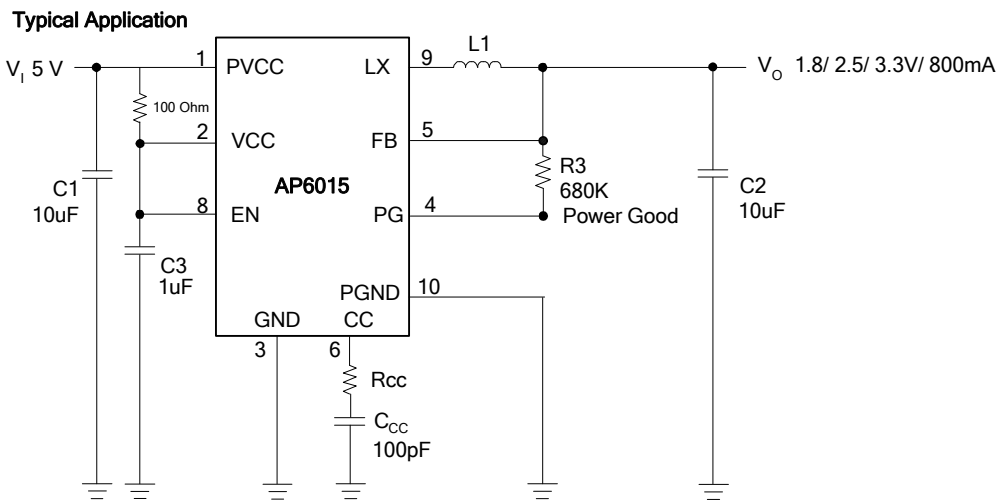 Typical Application
V_I 5 V
1
PVCC
LX
9
L1
V_O 1.8/ 2.5/ 3.3V/ 800mA
100 Ohm
2
VCC
FB
5
C1
10uF
AP6015
R3
680K
C2
10uF
8
EN
PG
4
Power Good
C3
1uF
PGND
10
GND
CC
3
6
Rcc
C_CC
100pF